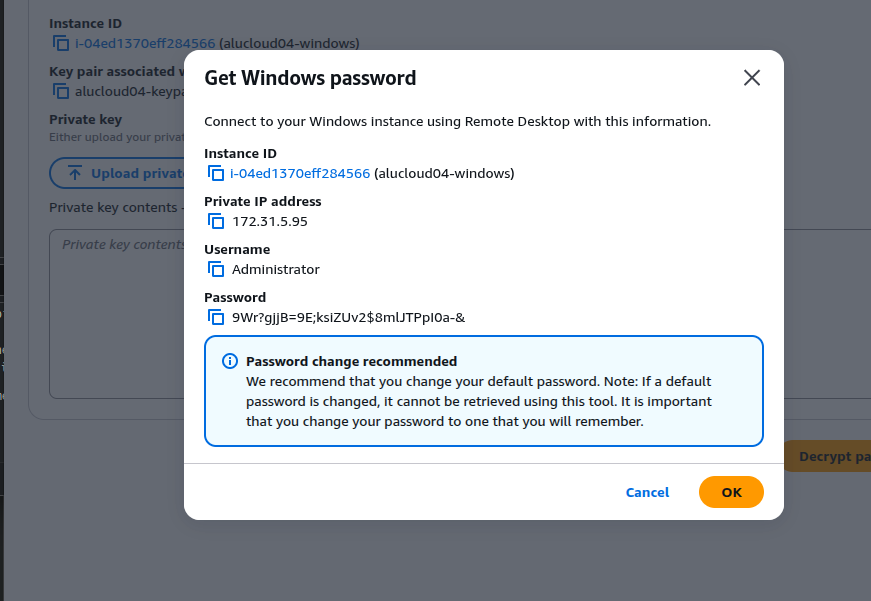 Instance ID
i-04ed1370eff284566 (alucloud04-windows)
Key pair associated
alucloud04-keypa
Private key
Either upload your privat
Upload privat
Private key contents -
Private key contents
Get Windows password
Connect to your Windows instance using Remote Desktop with this information.
Instance ID
i-04ed1370eff284566 (alucloud04-windows)
Private IP address
172.31.5.95
Username
Administrator
Password
9Wr?gjjB=9E;ksiZUv2$8mlJTPpI0a-&
Password change recommended
We recommend that you change your default password. Note: If a default
password is changed, it cannot be retrieved using this tool. It is important
that you change your password to one that you will remember.
Cancel
OK
Decrypt pa